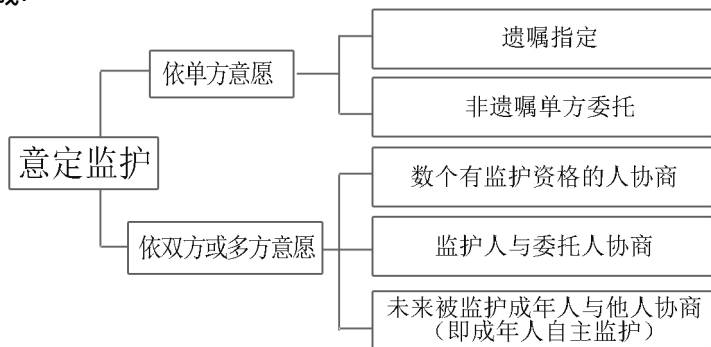 遗嘱指定
依单方意愿
非遗嘱单方委托
意定监护
数个有监护资格的人协商
依双方或多方意愿
监护人与委托人协商
未来被监护成年人与他人协商
（即成年人自主监护）